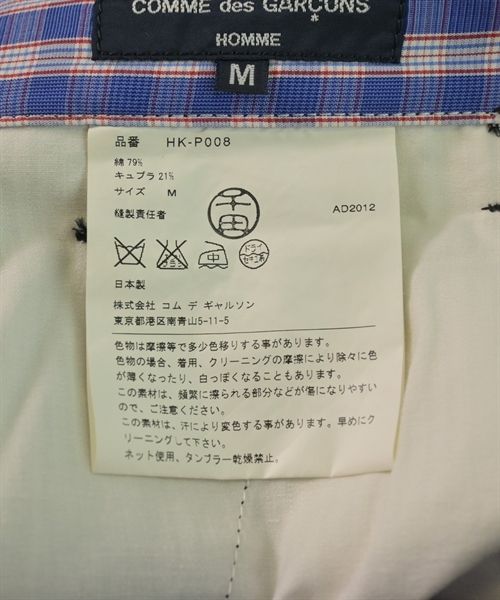 COMME des GARÇONS
HOMME
M
品番 HK-P008
綿 79%
キュプラ 21%
サイズ M
縫製責任者
千田
AD2012
中
ドライ
セキユ系
日本製
株式会社 コム デ ギャルソン
東京都港区南青山5-11-5
色物は摩擦等で多少色移りする事があります。
色物の場合、着用、クリーニングの摩擦により除々に色
が薄くなったり、白っぽくなることもあります。
この素材は、頻繁に擦られる部分などが傷になりやすい
ので、ご注意ください。
この素材は、汗により変色する事があります。早めにク
リーニングして下さい。
ネット使用、タンブラー乾燥禁止。